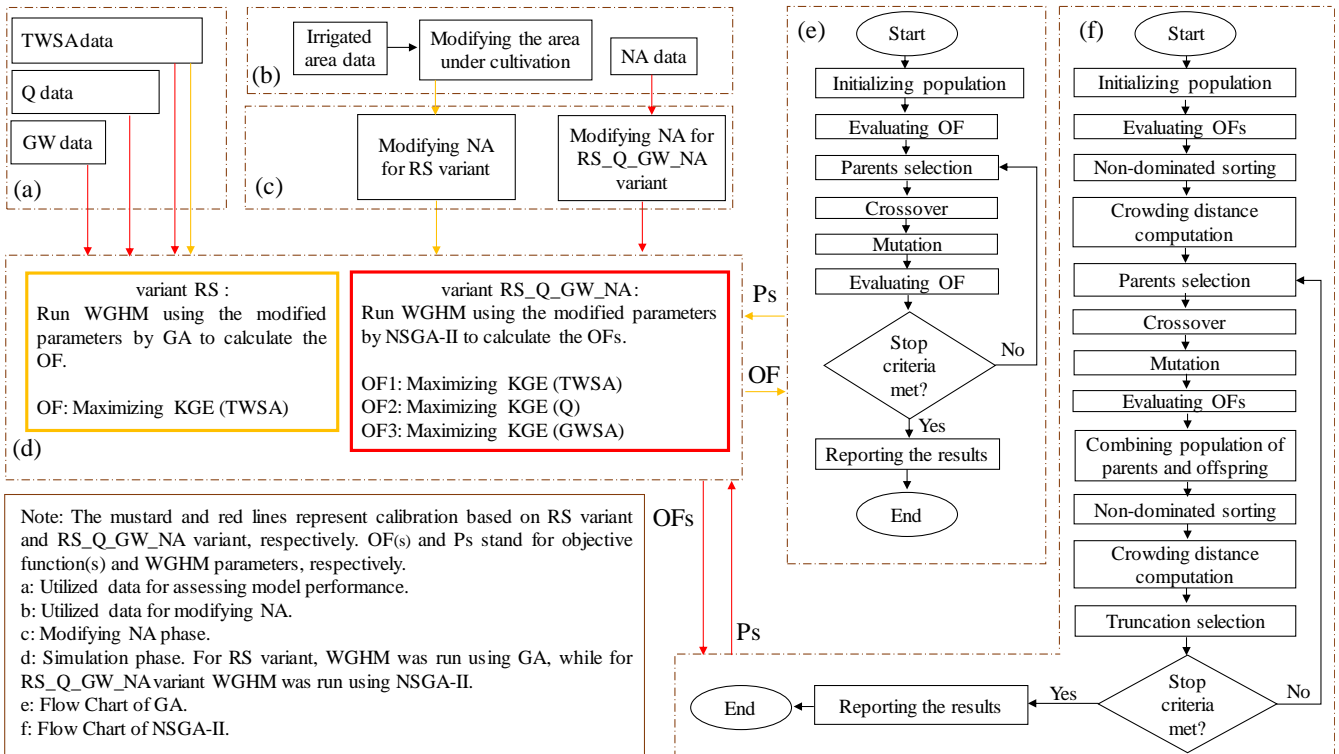 TWSA data
Q data
GW data
(a)
Irrigated
area data
Modifying the area
under cultivation
NA data
(b)
Modifying NA
for RS variant
Modifying NA for
RS_Q_GW_NA
variant
(c)
variant RS :
Run WGHM using the modified
parameters by GA to calculate the
OF.
OF: Maximizing KGE (TWSA)
variant RS_Q_GW_NA:
Run WGHM using the modified parameters
by NSGA-II to calculate the OFs.
OF1: Maximizing KGE (TWSA)
OF2: Maximizing KGE (Q)
OF3: Maximizing KGE (GWSA)
(d)
Ps
OF
OFs
Ps
Note: The mustard and red lines represent calibration based on RS variant
and RS_Q_GW_NA variant, respectively. OF(s) and Ps stand for objective
function(s) and WGHM parameters, respectively.
a: Utilized data for assessing model performance.
b: Utilized data for modifying NA.
c: Modifying NA phase.
d: Simulation phase. For RS variant, WGHM was run using GA, while for
RS_Q_GW_NA variant WGHM was run using NSGA-II.
e: Flow Chart of GA.
f: Flow Chart of NSGA-II.
(e)
Start
Initializing population
Evaluating OF
Parents selection
Crossover
Mutation
Evaluating OF
Stop
criteria
met?
No
Yes
Reporting the results
End
(f)
Start
Initializing population
Evaluating OFs
Non-dominated sorting
Crowding distance
computation
Parents selection
Crossover
Mutation
Evaluating OFs
Combining population of
parents and offspring
Non-dominated sorting
Crowding distance
computation
Truncation selection
Stop
criteria
met?
No
Yes
Reporting the results
End